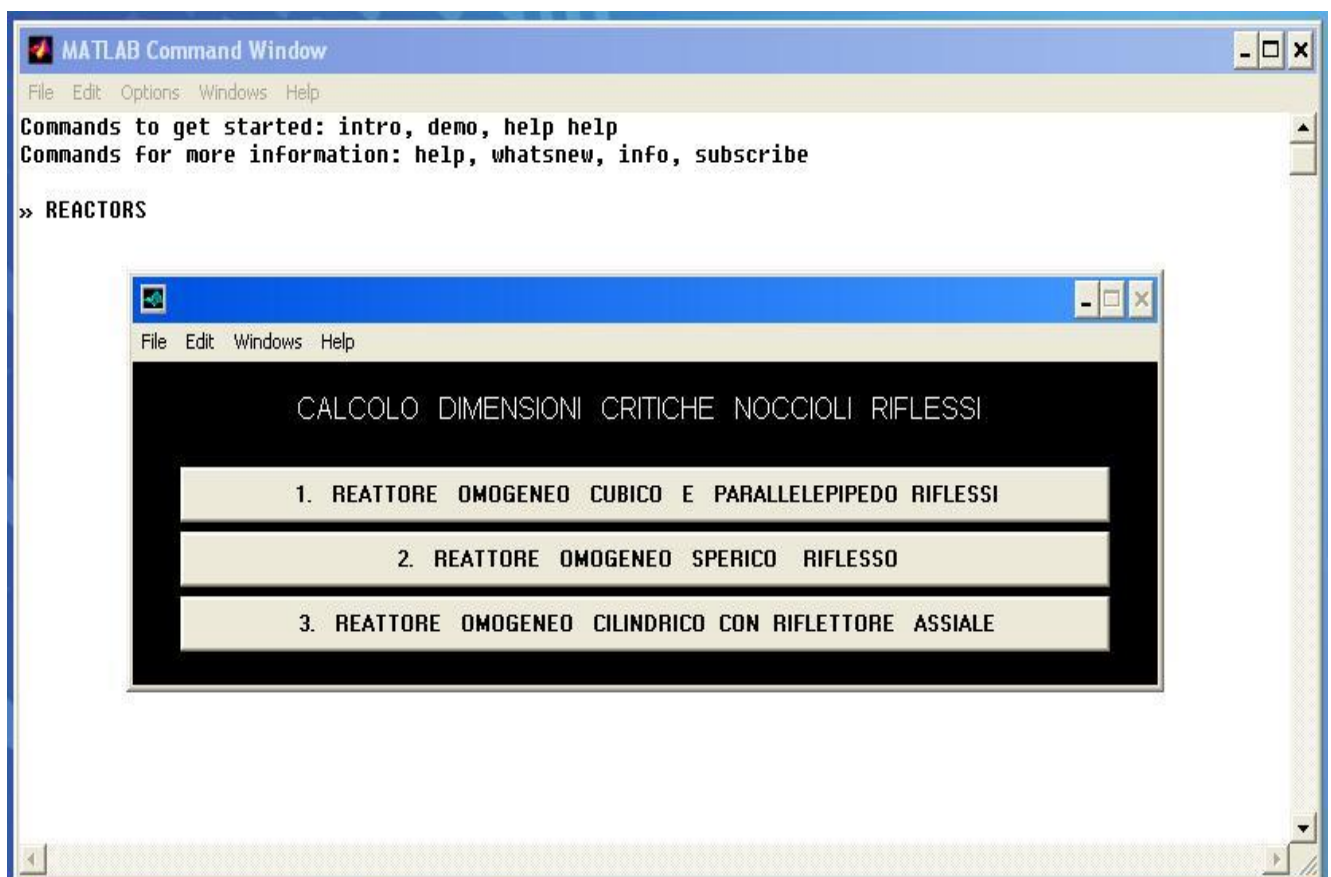 MATLAB Command Window
File Edit Options Windows Help
Commands to get started: intro, demo, help help
Commands for more information: help, whatsnew, info, subscribe
» REACTORS
File Edit Windows Help
CALCOLO DIMENSIONI CRITICHE NOCCIOLI RIFLESSI
1. REATTORE OMOGENEO CUBICO E PARALLELEPIPEDO RIFLESSI
2. REATTORE OMOGENEO SPERICO RIFLESSO
3. REATTORE OMOGENEO CILINDRICO CON RIFLETTORE ASSIALE